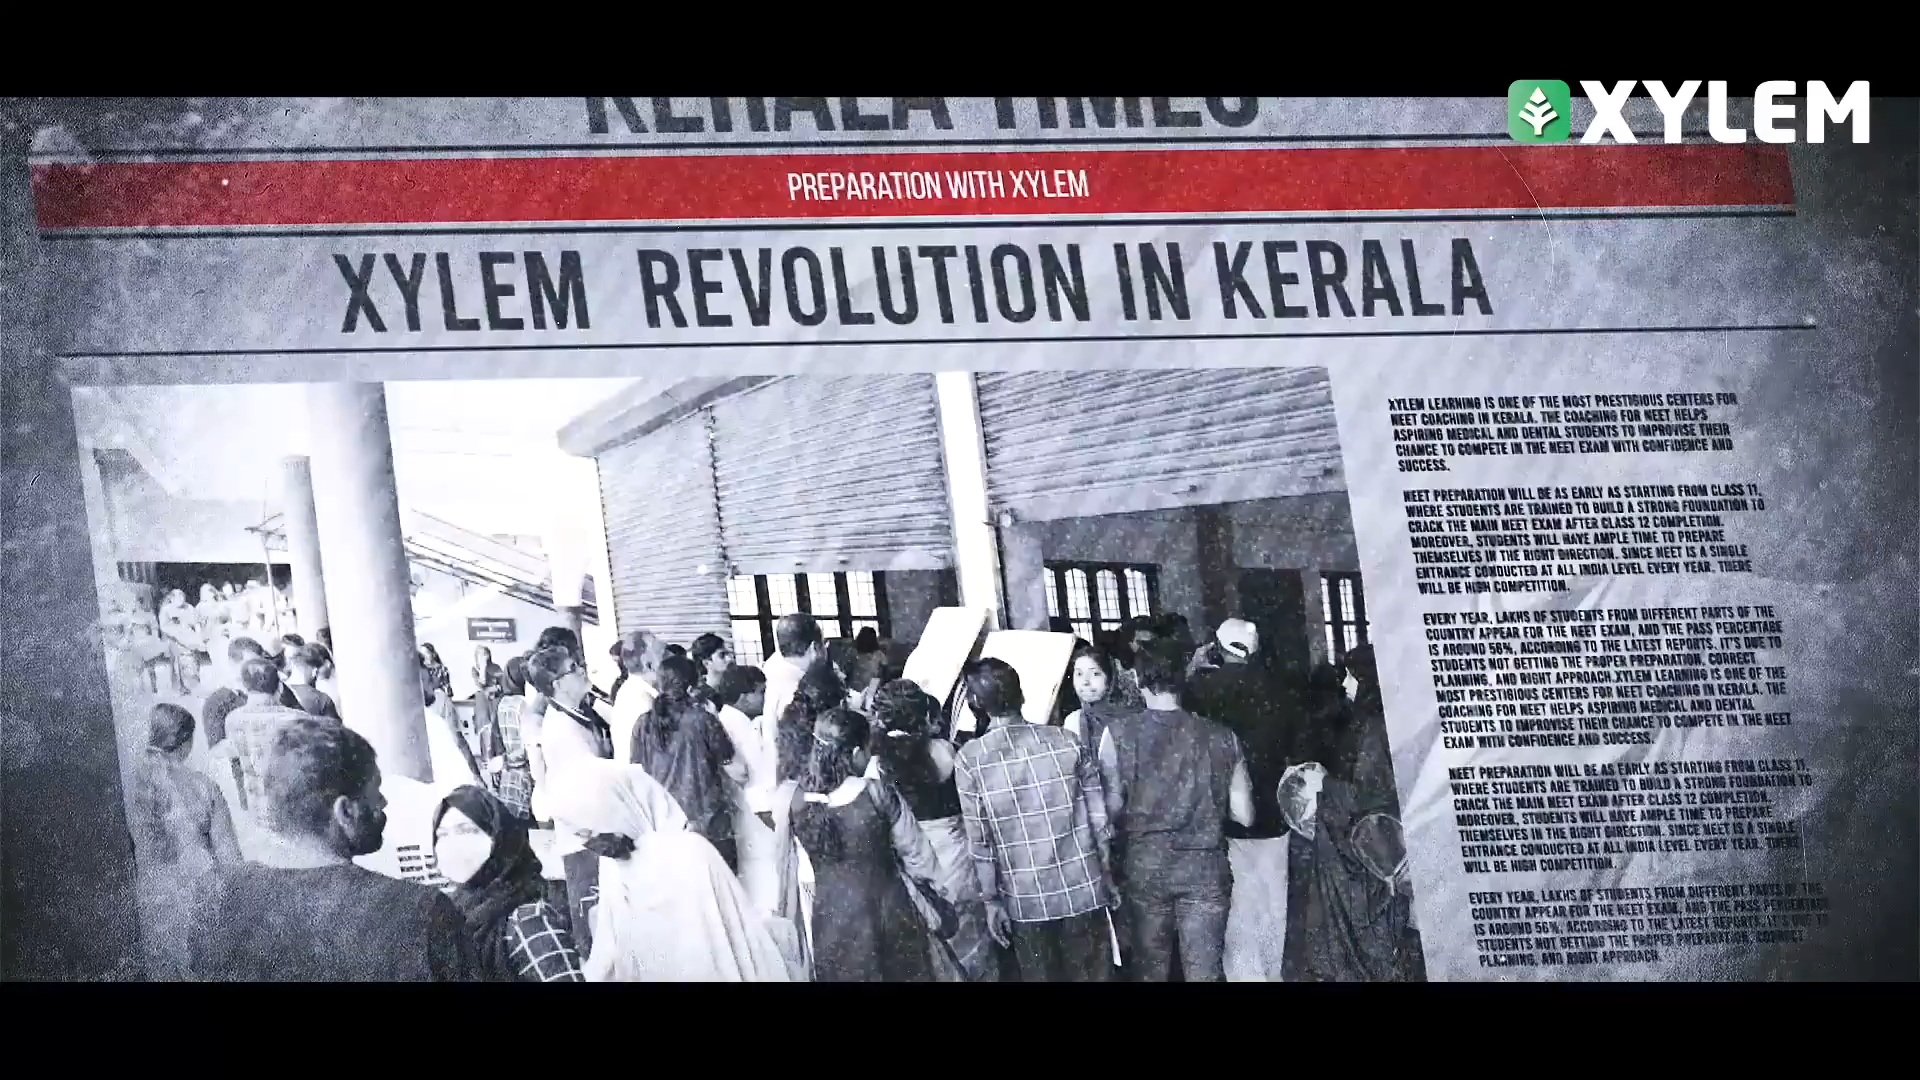 XYLEM
KERALA TIMES
PREPARATION WITH XYLEM
XYLEM REVOLUTION IN KERALA
XYLEM LEARNING IS ONE OF THE MOST PRESTIGIOUS CENTERS FOR
NEET COACHING IN KERALA. THE COACHING FOR NEET HELPS
ASPIRING MEDICAL AND DENTAL STUDENTS TO IMPROVISE THEIR
CHANCE TO COMPETE IN THE NEET EXAM WITH CONFIDENCE AND
SUCCESS.
NEET PREPARATION WILL BE AS EARLY AS STARTING FROM CLASS 11,
WHERE STUDENTS ARE TRAINED TO BUILD A STRONG FOUNDATION TO
CRACK THE MAIN NEET EXAM AFTER CLASS 12 COMPLETION.
MOREOVER, STUDENTS WILL HAVE AMPLE TIME TO PREPARE
THEMSELVES IN THE RIGHT DIRECTION. SINCE NEET IS A SINGLE
ENTRANCE CONDUCTED AT ALL INDIA LEVEL EVERY YEAR, THERE
WILL BE HIGH COMPETITION.
EVERY YEAR, LAKHS OF STUDENTS FROM DIFFERENT PARTS OF THE
COUNTRY APPEAR FOR THE NEET EXAM, AND THE PASS PERCENTAGE
IS AROUND 56%, ACCORDING TO THE LATEST REPORTS. IT'S DUE TO
STUDENTS NOT GETTING THE PROPER PREPARATION, CORRECT
PLANNING, AND RIGHT APPROACH.XYLEM LEARNING IS ONE OF THE
MOST PRESTIGIOUS CENTERS FOR NEET COACHING IN KERALA. THE
COACHING FOR NEET HELPS ASPIRING MEDICAL AND DENTAL
STUDENTS TO IMPROVISE THEIR CHANCE TO COMPETE IN THE NEET
EXAM WITH CONFIDENCE AND SUCCESS.
NEET PREPARATION WILL BE AS EARLY AS STARTING FROM CLASS 11,
WHERE STUDENTS ARE TRAINED TO BUILD A STRONG FOUNDATION TO
CRACK THE MAIN NEET EXAM AFTER CLASS 12 COMPLETION.
MOREOVER, STUDENTS WILL HAVE AMPLE TIME TO PREPARE
THEMSELVES IN THE RIGHT DIRECTION. SINCE NEET IS A SINGLE
ENTRANCE CONDUCTED AT ALL INDIA LEVEL EVERY YEAR, THERE
WILL BE HIGH COMPETITION.
EVERY YEAR, LAKHS OF STUDENTS FROM DIFFERENT PARTS OF THE
COUNTRY APPEAR FOR THE NEET EXAM, AND THE PASS PERCENTAGE
IS AROUND 56%, ACCORDING TO THE LATEST REPORTS. IT'S DUE TO
STUDENTS NOT GETTING THE PROPER PREPARATION, CORRECT
PLANNING, AND RIGHT APPROACH.